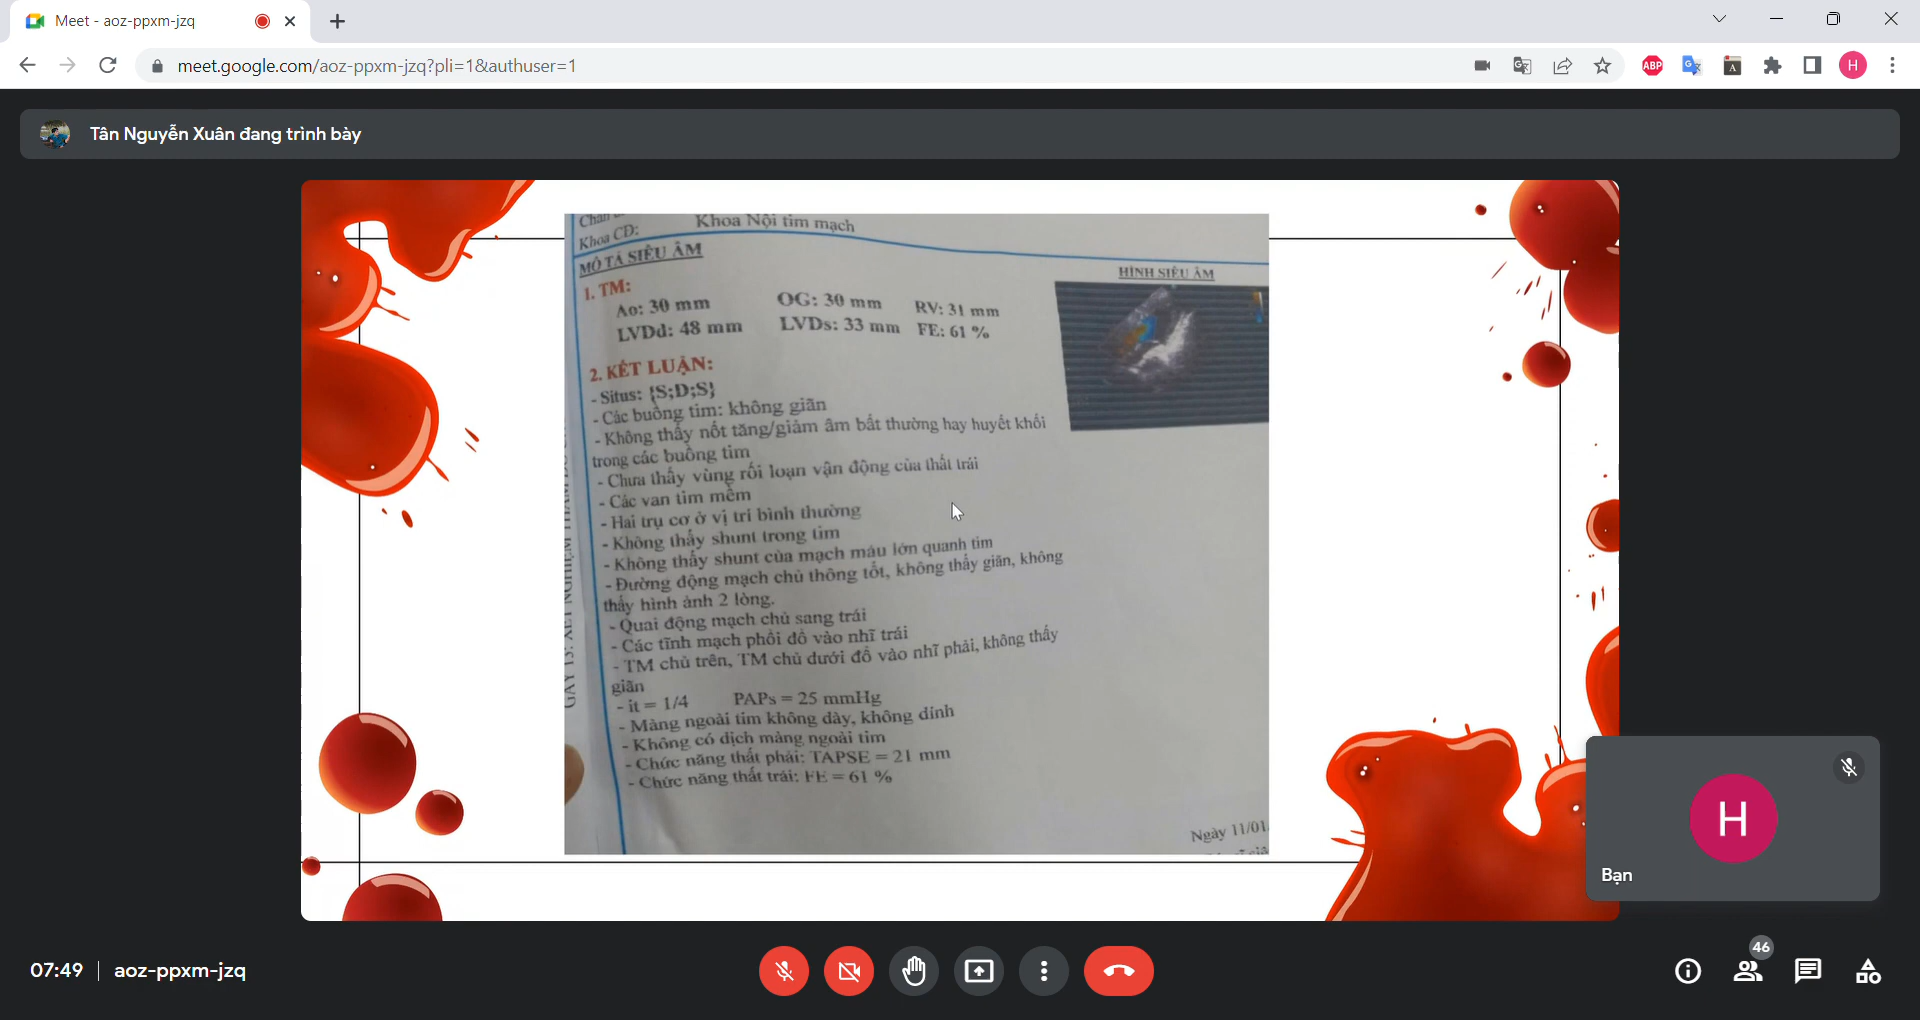 Meet - aoz-ppxm-jzq
meet.google.com/aoz-ppxm-jzq?pli=1&authuser=1
ABP
G
A
H
Tân Nguyễn Xuân đang trình bày
Khoa CĐ: Khoa Nội tim mạch
MÔ TẢ SIÊU ÂM
HÌNH SIÊU ÂM
1. TM:
Ao: 30 mm OG: 30 mm RV: 31 mm
LVDd: 48 mm LVDs: 33 mm FE: 61 %
2. KẾT LUẬN:
- Situs: {S;D;S}
- Các buồng tim: không giãn
- Không thấy nốt tăng/giảm âm bất thường hay huyết khối
trong các buồng tim
- Chưa thấy vùng rối loạn vận động của thất trái
- Các van tim mềm
- Hai trụ cơ ở vị trí bình thường
- Không thấy shunt trong tim
- Không thấy shunt của mạch máu lớn quanh tim
- Đường động mạch chủ thông tốt, không thấy giãn, không
thấy hình ảnh 2 lòng.
- Quai động mạch chủ sang trái
- Các tĩnh mạch phổi đổ vào nhĩ trái
- TM chủ trên, TM chủ dưới đổ vào nhĩ phải, không thấy
giãn
- it = 1/4 PAPs = 25 mmHg
- Màng ngoài tim không dày, không dính
- Không có dịch màng ngoài tim
- Chức năng thất phải: TAPSE = 21 mm
- Chức năng thất trái: FE = 61 %
Ngày 11/01
H
Bạn
07:49 | aoz-ppxm-jzq
46